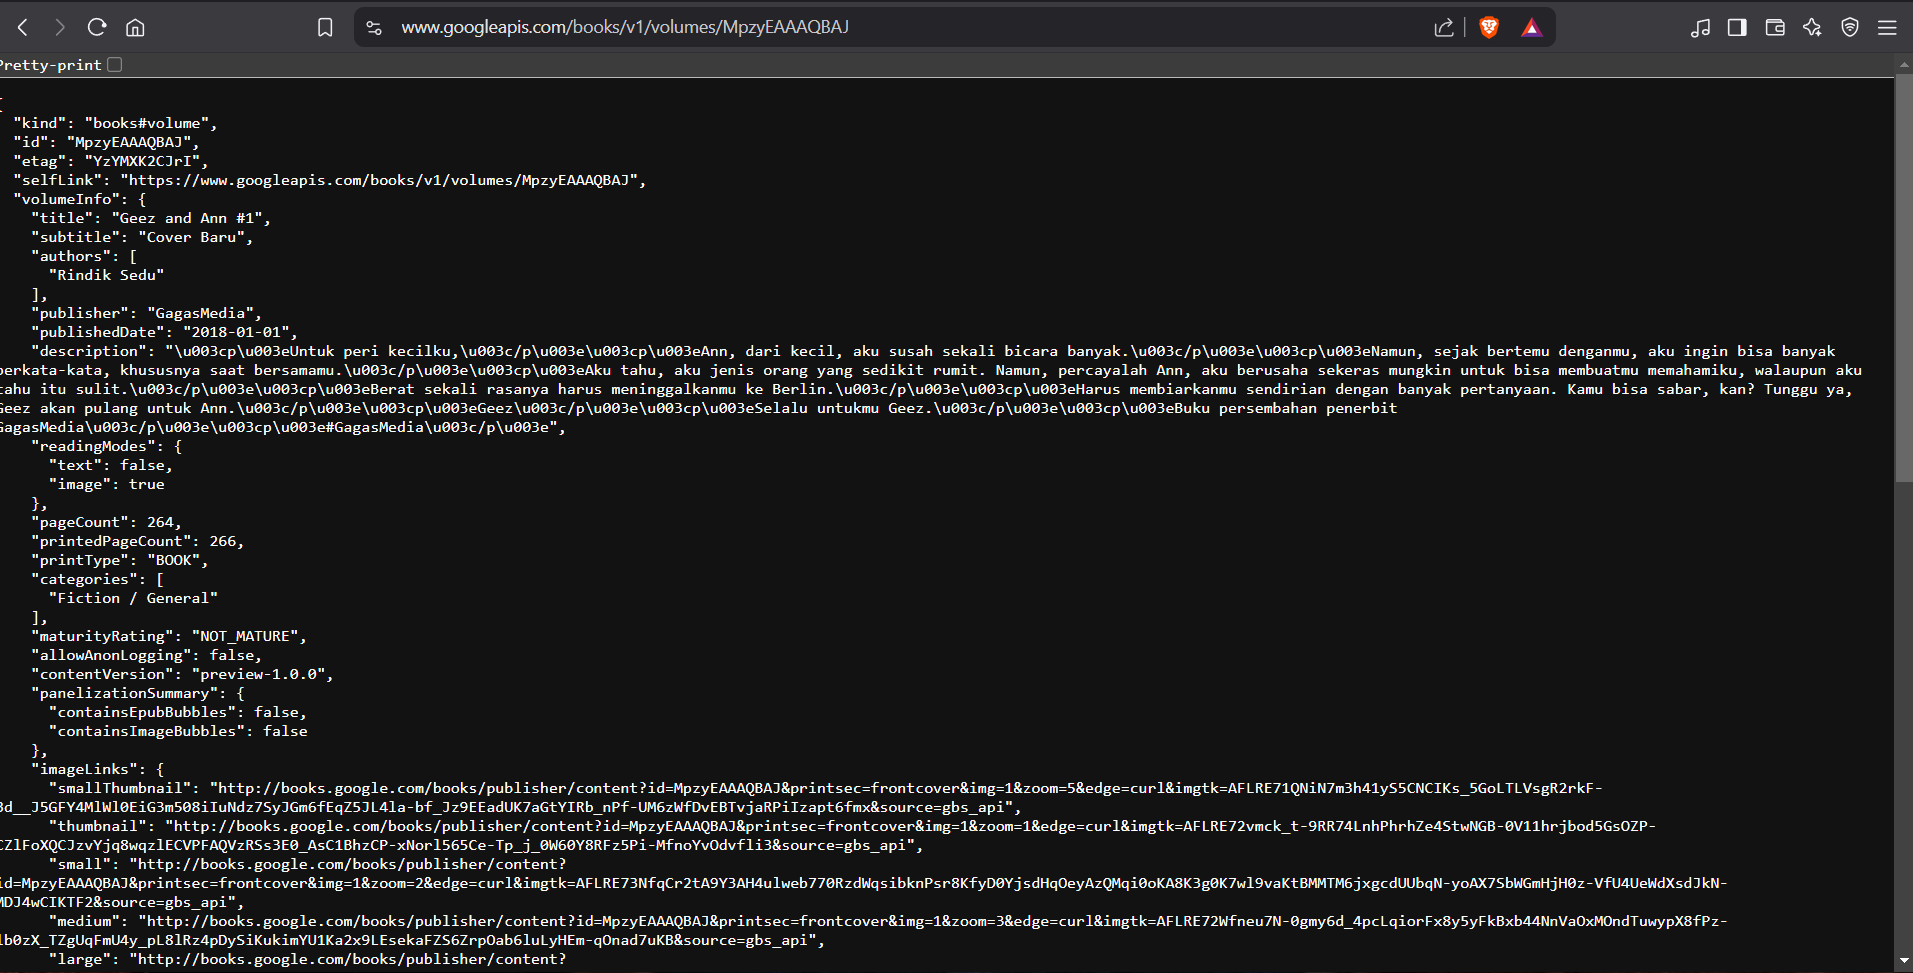 www.googleapis.com/books/v1/volumes/MpzyEAAAQBAJ
Pretty-print
{
"kind": "books#volume",
"id": "MpzyEAAAQBAJ",
"etag": "YzYMXK2CJrI",
"selfLink": "https://www.googleapis.com/books/v1/volumes/MpzyEAAAQBAJ",
"volumeInfo": {
"title": "Geez and Ann #1",
"subtitle": "Cover Baru",
"authors": [
"Rindik Sedu"
],
"publisher": "GagasMedia",
"publishedDate": "2018-01-01",
"description": "\u003cp\u003eUntuk peri kecilku,\u003c/p\u003e\u003cp\u003eAnn, dari kecil, aku susah sekali bicara banyak.\u003c/p\u003e\u003cp\u003eNamun, sejak bertemu denganmu, aku ingin bisa banyak
berkata-kata, khususnya saat bersamamu.\u003c/p\u003e\u003cp\u003eAku tahu, aku jenis orang yang sedikit rumit. Namun, percayalah Ann, aku berusaha sekeras mungkin untuk bisa membuatmu memahamiku, walaupun aku
tahu itu sulit.\u003c/p\u003e\u003cp\u003eBerat sekali rasanya harus meninggalkanmu ke Berlin.\u003c/p\u003e\u003cp\u003eHarus membiarkanmu sendirian dengan banyak pertanyaan. Kamu bisa sabar, kan? Tunggu ya,
Geez akan pulang untuk Ann.\u003c/p\u003e\u003cp\u003eGeez\u003c/p\u003e\u003cp\u003eSelalu untukmu Geez.\u003c/p\u003e\u003cp\u003eBuku persembahan penerbit
GagasMedia\u003c/p\u003e\u003cp\u003e#GagasMedia\u003c/p\u003e",
"readingModes": {
"text": false,
"image": true
},
"pageCount": 264,
"printedPageCount": 266,
"printType": "BOOK",
"categories": [
"Fiction / General"
],
"maturityRating": "NOT_MATURE",
"allowAnonLogging": false,
"contentVersion": "preview-1.0.0",
"panelizationSummary": {
"containsEpubBubbles": false,
"containsImageBubbles": false
},
"imageLinks": {
"smallThumbnail": "http://books.google.com/books/publisher/content?id=MpzyEAAAQBAJ&printsec=frontcover&img=1&zoom=5&edge=curl&imgtk=AFLRE71QNiN7m3h41yS5CNCIKs_5GoLTLVsgR2rkF-
3d__J5GFY4MlWl0EiG3m508iIuNdz7SyJGm6fEqZ5JL4la-bf_Jz9EEadUK7aGtYIRb_nPf-UM6zWfDvEBTvjaRPiIzapt6fmx&source=gbs_api",
"thumbnail": "http://books.google.com/books/publisher/content?id=MpzyEAAAQBAJ&printsec=frontcover&img=1&zoom=1&edge=curl&imgtk=AFLRE72vmck_t-9RR74LnhPhrhZe4StwNGB-0V11hrjbod5GsOZP-
CZlFoXQCJzvYjq8wqzlECVPFAQVzRSs3E0_AsC1BhzCP-xNorl565Ce-Tp_j_0W60Y8RFz5Pi-MfnoYvOdvfli3&source=gbs_api",
"small": "http://books.google.com/books/publisher/content?
id=MpzyEAAAQBAJ&printsec=frontcover&img=1&zoom=2&edge=curl&imgtk=AFLRE73NfqCr2tA9Y3AH4ulweb770RzdWqsibknPsr8KfyD0YjsdHqOeyAzQMqi0oKA8K3g0K7wl9vaKtBMMTM6jxgcdUUbqN-yoAX7SbWGmHjH0z-VfU4UeWdXsdJkN-
MDJ4wCIKTF2&source=gbs_api",
"medium": "http://books.google.com/books/publisher/content?id=MpzyEAAAQBAJ&printsec=frontcover&img=1&zoom=3&edge=curl&imgtk=AFLRE72Wfneu7N-0gmy6d_4pcLqiorFx8y5yFkBxb44NnVaOxMOndTuwypX8fPz-
lb0zX_TZgUqFmU4y_pL8lRz4pDySiKukimYU1Ka2x9LEsekaFZS6ZrpOab6luLyHEm-qOnad7uKB&source=gbs_api",
"large": "http://books.google.com/books/publisher/content?